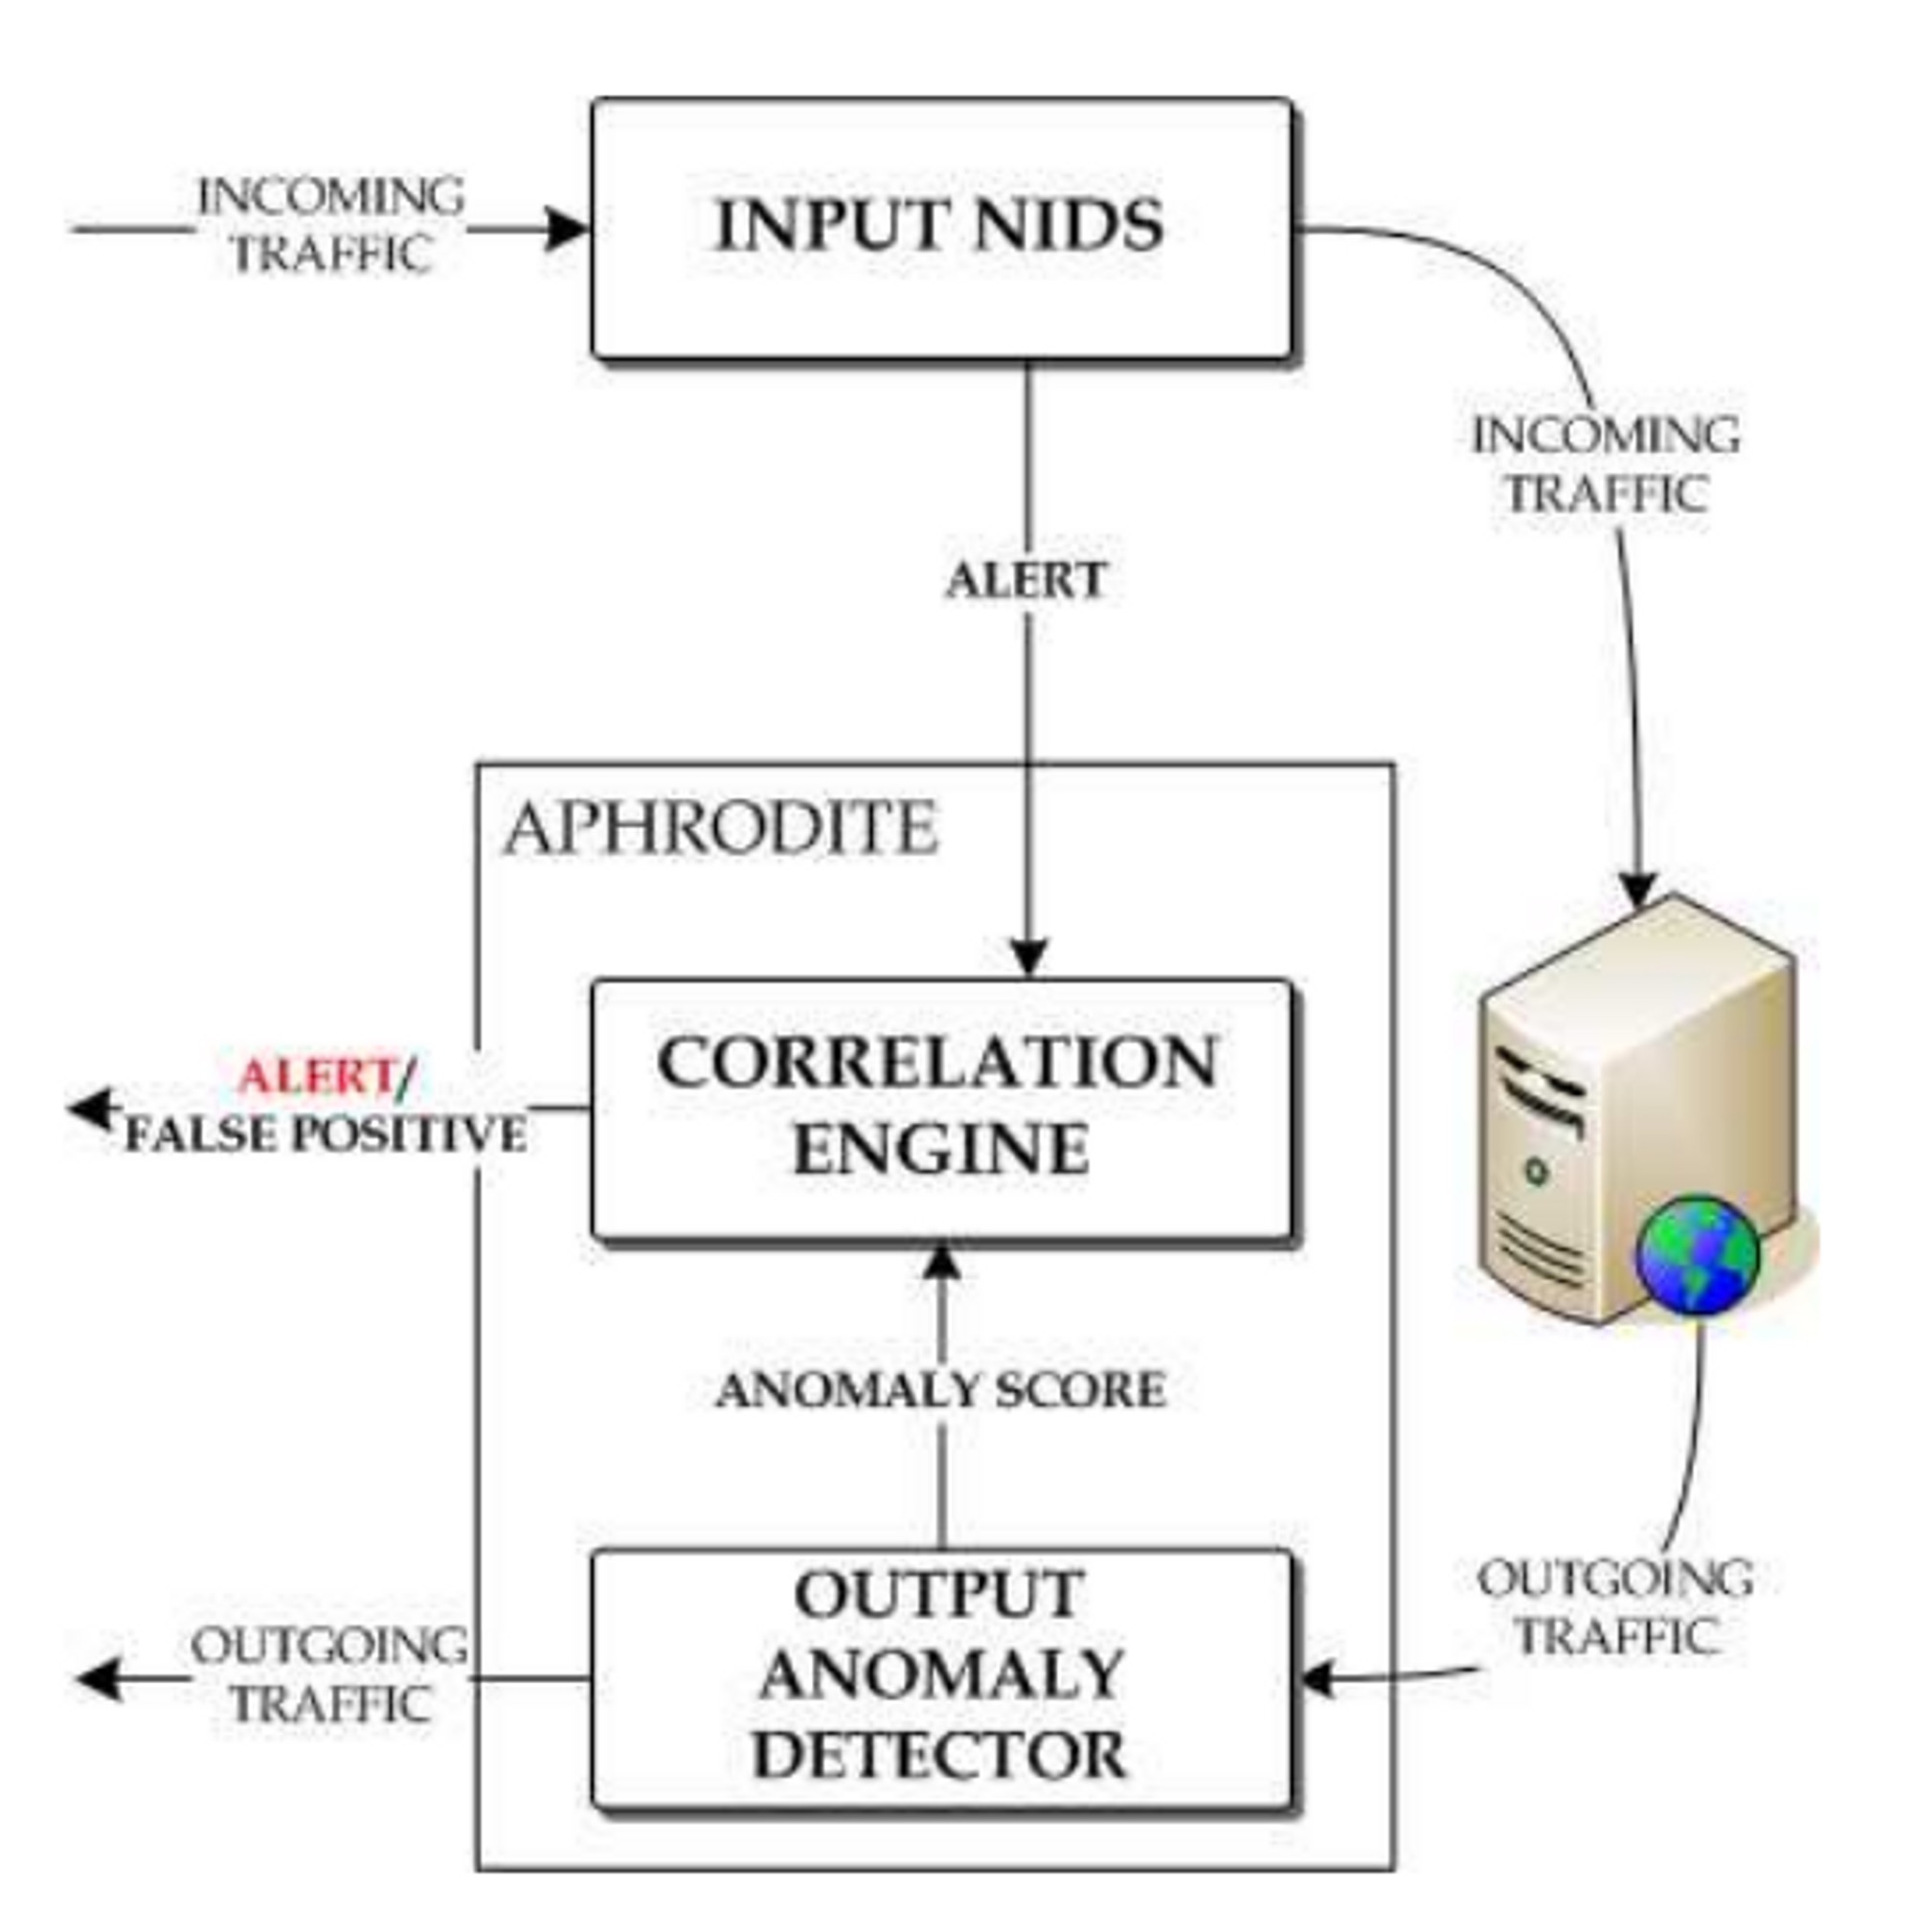 INCOMING
TRAFFIC
INPUT NIDS
INCOMING
TRAFFIC
ALERT
APHRODITE
CORRELATION
ENGINE
ALERT/
FALSE POSITIVE
ANOMALY SCORE
OUTPUT
ANOMALY
DETECTOR
OUTGOING
TRAFFIC
OUTGOING
TRAFFIC